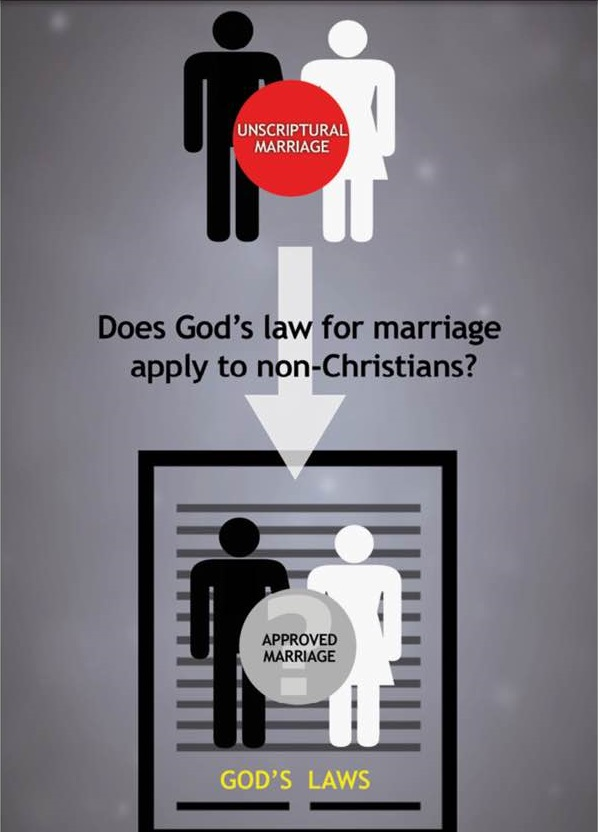 UNSCRIPTURAL
MARRIAGE
Does God's law for marriage
apply to non-Christians?
?
APPROVED
MARRIAGE
GOD'S LAWS